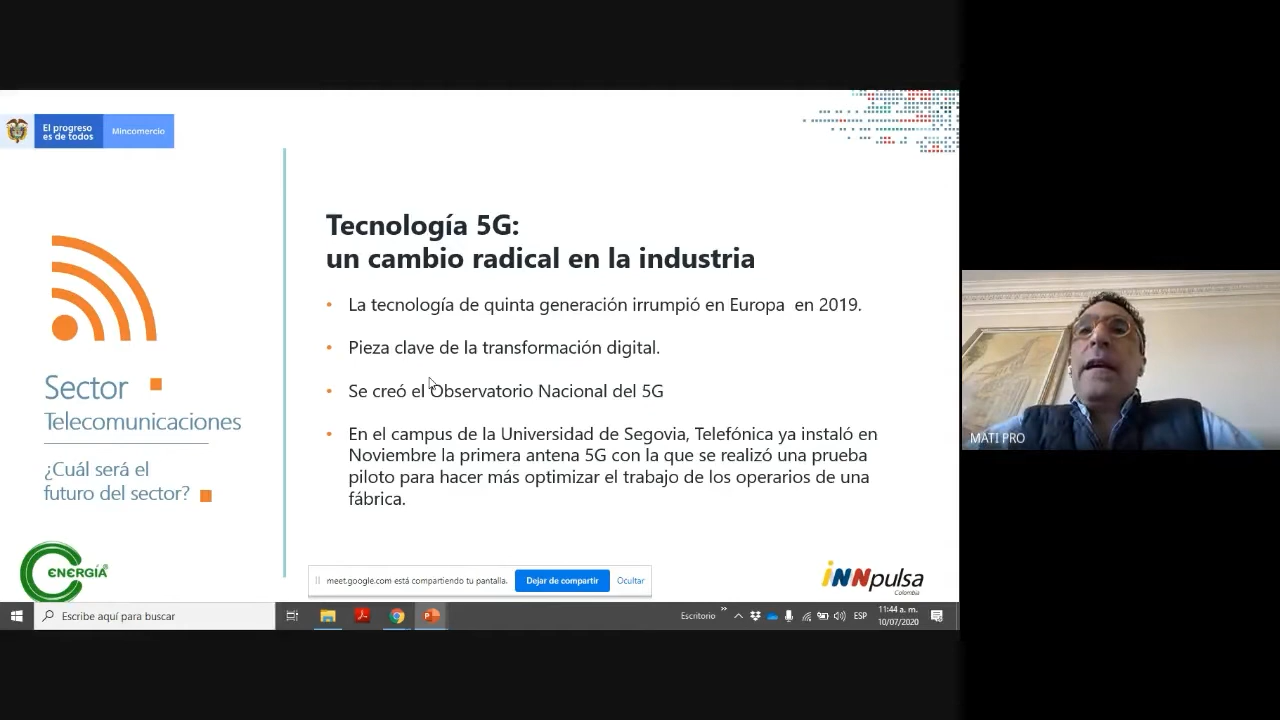 El progreso
es de todos
Mincomercio
Tecnología 5G:
un cambio radical en la industria
• La tecnología de quinta generación irrumpió en Europa en 2019.
• Pieza clave de la transformación digital.
• Se creó el Observatorio Nacional del 5G
• En el campus de la Universidad de Segovia, Telefónica ya instaló en
Noviembre la primera antena 5G con la que se realizó una prueba
piloto para hacer más optimizar el trabajo de los operarios de una
fábrica.
Sector
Telecomunicaciones
¿Cuál será el
futuro del sector?
ENERGÍA
meet.google.com está compartiendo tu pantalla.
Dejar de compartir
Ocultar
iNNpulsa
Colombia
MATI PRO
Escribe aquí para buscar
Escritorio
ESP
11:44 a. m.
10/07/2020